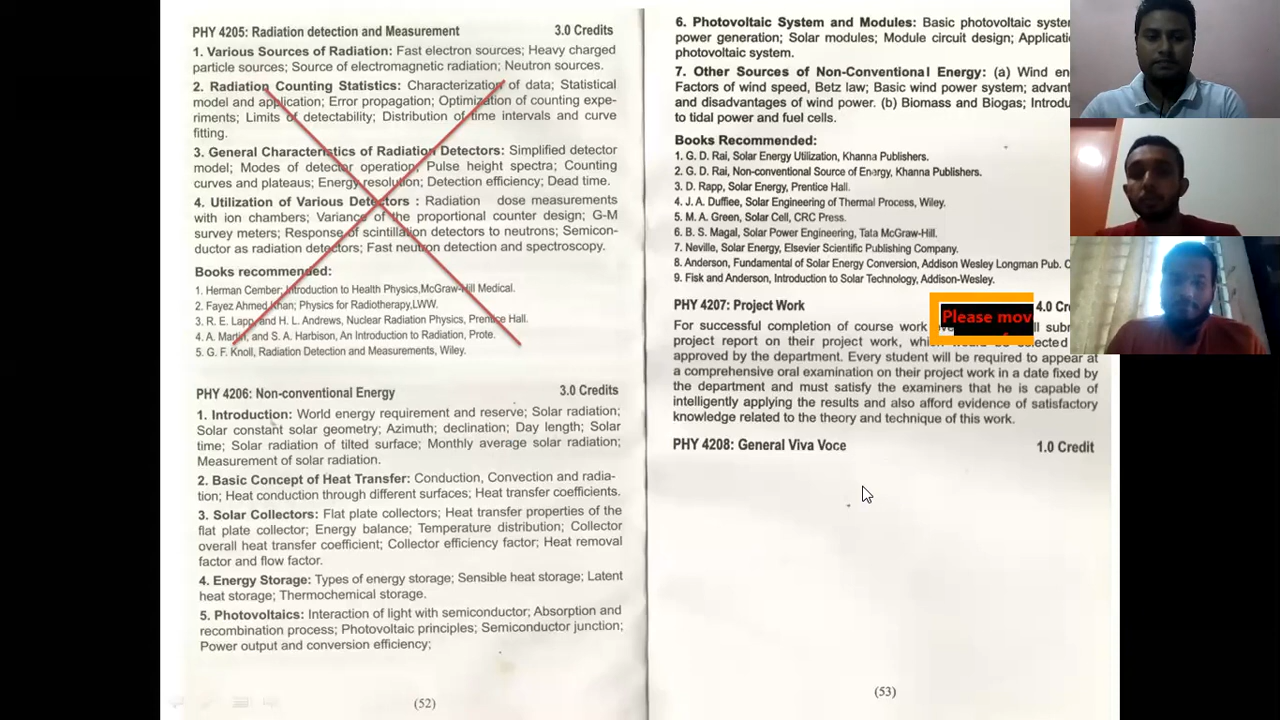 PHY 4205: Radiation detection and Measurement 3.0 Credits
1. Various Sources of Radiation: Fast electron sources; Heavy charged
particle sources; Source of electromagnetic radiation; Neutron sources.
2. Radiation Counting Statistics: Characterization of data; Statistical
model and application; Error propagation; Optimization of counting expe-
riments; Limits of detectability; Distribution of time intervals and curve
fitting.
3. General Characteristics of Radiation Detectors: Simplified detector
model; Modes of detector operation; Pulse height spectra; Counting
curves and plateaus; Energy resolution; Detection efficiency; Dead time.
4. Utilization of Various Detectors : Radiation dose measurements
with ion chambers; Variance of the proportional counter design; G-M
survey meters; Response of scintillation detectors to neutrons; Semicon-
ductor as radiation detectors; Fast neutron detection and spectroscopy.
Books recommended:
1. Herman Cember; Introduction to Health Physics,McGraw-Hill Medical.
2. Fayez Ahmed Khan; Physics for Radiotherapy,LWW.
3. R. E. Lapp and H. L. Andrews, Nuclear Radiation Physics, Prentice Hall.
4. A. Martin, and S. A. Harbison, An Introduction to Radiation, Prote.
5. G. F. Knoll, Radiation Detection and Measurements, Wiley.
PHY 4206: Non-conventional Energy 3.0 Credits
1. Introduction: World energy requirement and reserve; Solar radiation;
Solar constant solar geometry; Azimuth; declination; Day length; Solar
time; Solar radiation of tilted surface; Monthly average solar radiation;
Measurement of solar radiation.
2. Basic Concept of Heat Transfer: Conduction, Convection and radia-
tion; Heat conduction through different surfaces; Heat transfer coefficients.
3. Solar Collectors: Flat plate collectors; Heat transfer properties of the
flat plate collector; Energy balance; Temperature distribution; Collector
overall heat transfer coefficient; Collector efficiency factor; Heat removal
factor and flow factor.
4. Energy Storage: Types of energy storage; Sensible heat storage; Latent
heat storage; Thermochemical storage.
5. Photovoltaics: Interaction of light with semiconductor; Absorption and
recombination process; Photovoltaic principles; Semiconductor junction;
Power output and conversion efficiency;
(52)
6. Photovoltaic System and Modules: Basic photovoltaic syste
power generation; Solar modules; Module circuit design; Applicatio
photovoltaic system.
7. Other Sources of Non-Conventional Energy: (a) Wind en
Factors of wind speed, Betz law; Basic wind power system; advant
and disadvantages of wind power. (b) Biomass and Biogas; Introdu
to tidal power and fuel cells.
Books Recommended:
1. G. D. Rai, Solar Energy Utilization, Khanna Publishers.
2. G. D. Rai, Non-conventional Source of Energy, Khanna Publishers.
3. D. Rapp, Solar Energy, Prentice Hall.
4. J. A. Duffiee, Solar Engineering of Thermal Process, Wiley.
5. M. A. Green, Solar Cell, CRC Press.
6. B. S. Magal, Solar Power Engineering, Tata McGraw-Hill.
7. Neville, Solar Energy, Elsevier Scientific Publishing Company.
8. Anderson, Fundamental of Solar Energy Conversion, Addison Wesley Longman Pub. C
9. Fisk and Anderson, Introduction to Solar Technology, Addison-Wesley.
PHY 4207: Project Work 4.0 Cre
Please mov
For successful completion of course work ll subm
project report on their project work, whi
approved by the department. Every student will be required to appear at
a comprehensive oral examination on their project work in a date fixed by
the department and must satisfy the examiners that he is capable of
intelligently applying the results and also afford evidence of satisfactory
knowledge related to the theory and technique of this work.
PHY 4208: General Viva Voce 1.0 Credit
(53)